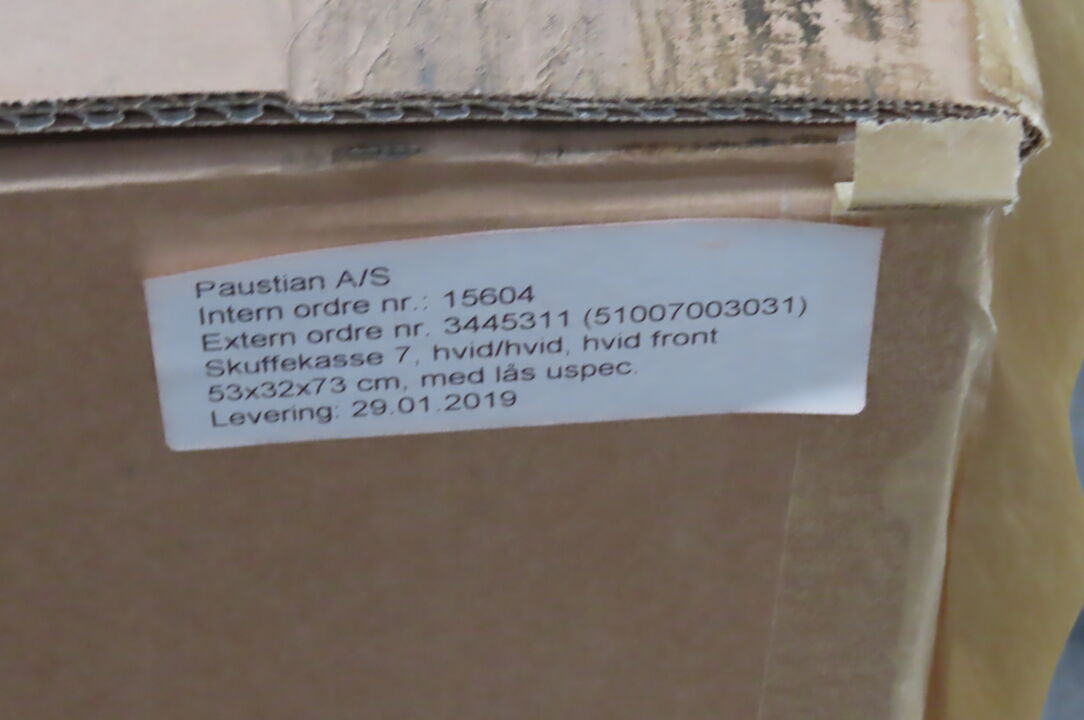 Paustian A/S
Intern ordre nr.: 15604
Extern ordre nr. 3445311 (51007003031)
Skuffekasse 7, hvid/hvid, hvid front
53x32x73 cm, med lås uspec.
Levering: 29.01.2019